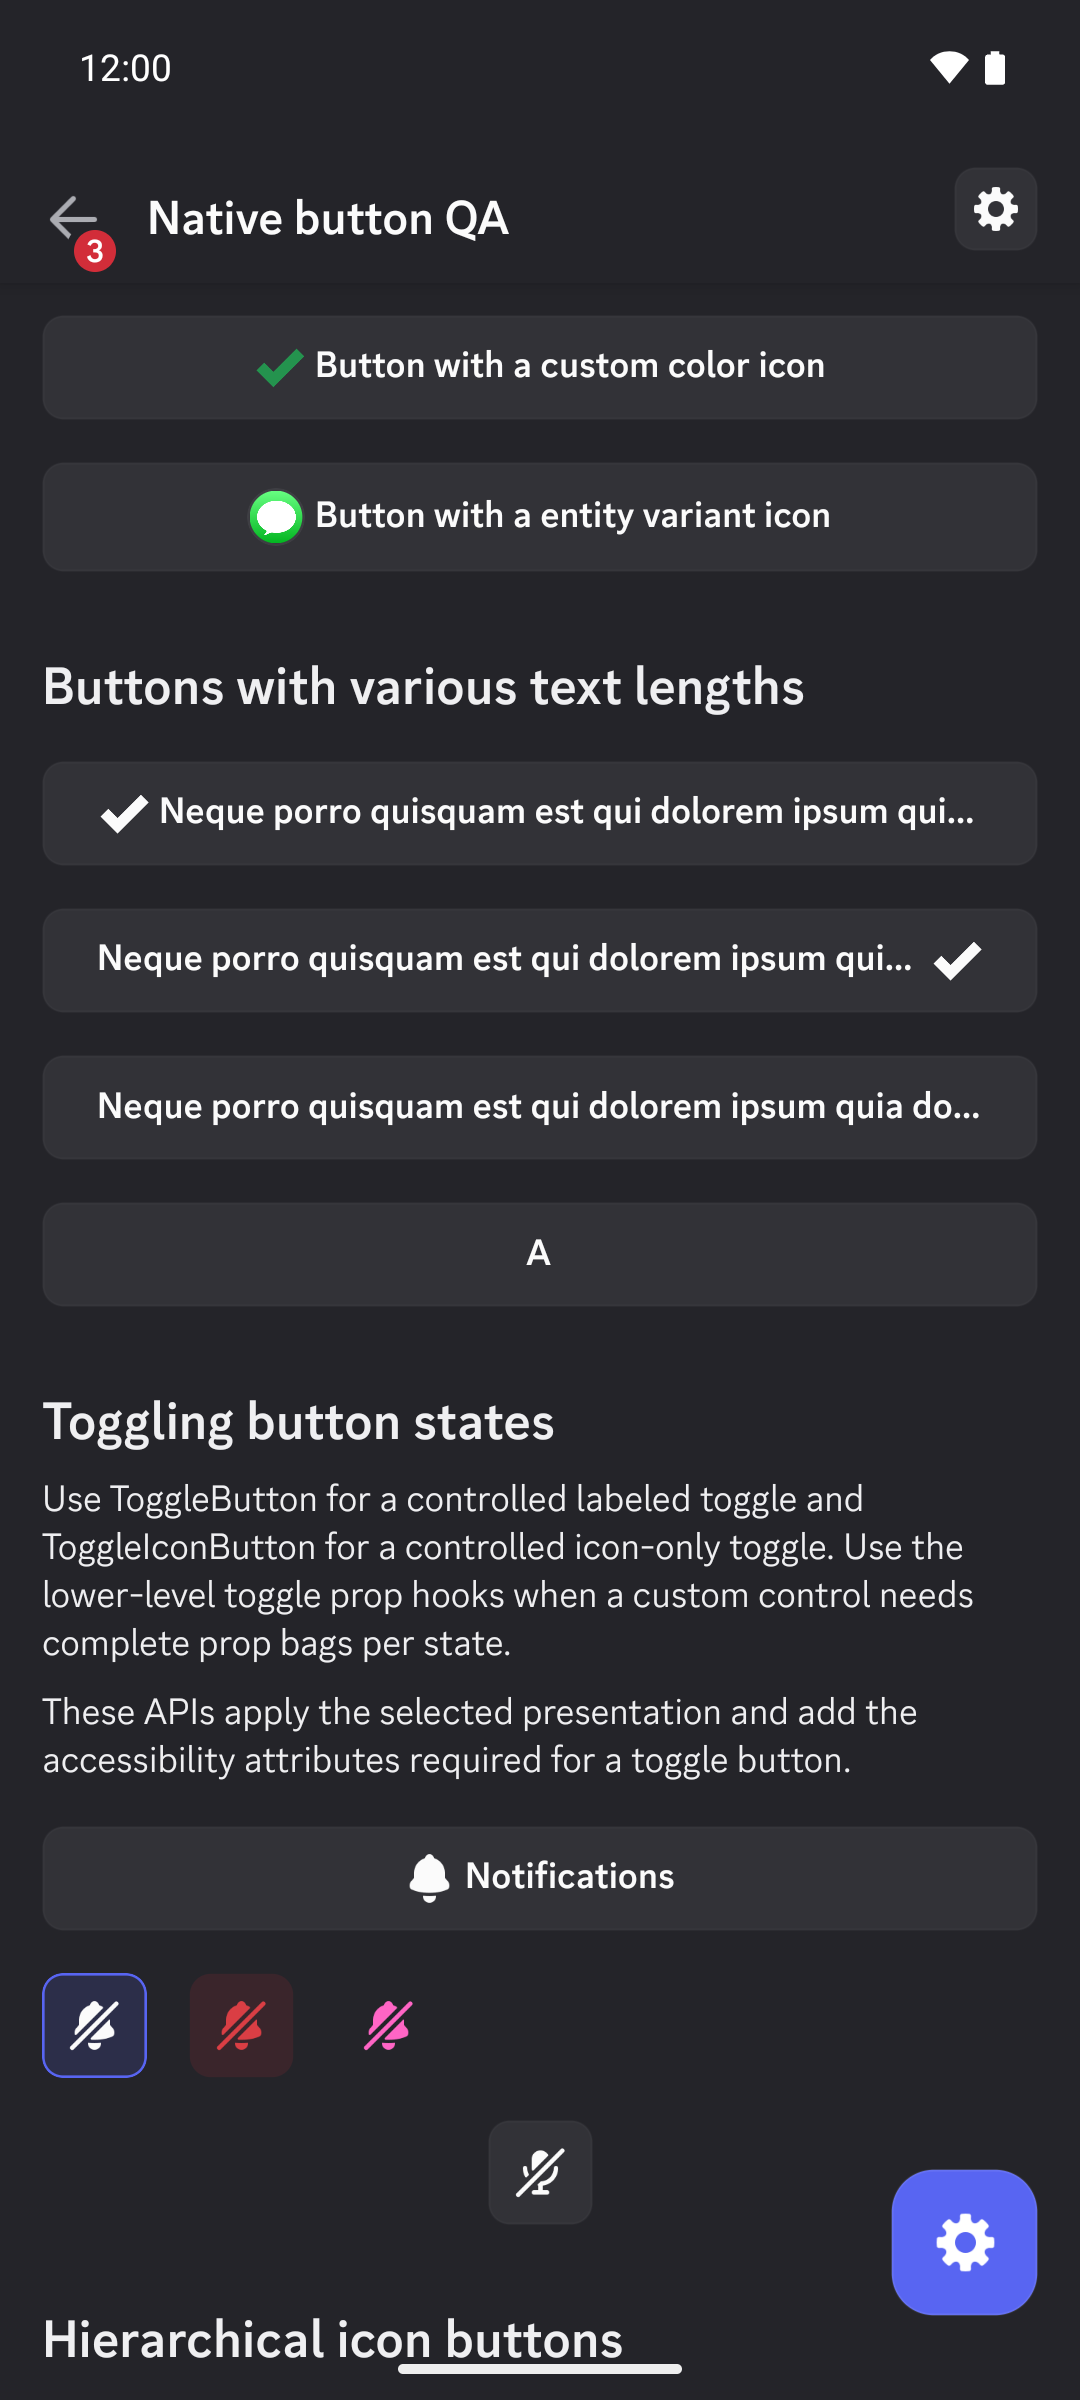 12:00
Native button QA
3
Button with a custom color icon
Button with a entity variant icon
Buttons with various text lengths
Neque porro quisquam est qui dolorem ipsum qui...
Neque porro quisquam est qui dolorem ipsum qui...
Neque porro quisquam est qui dolorem ipsum quia do...
A
Toggling button states
Use ToggleButton for a controlled labeled toggle and
ToggleIconButton for a controlled icon-only toggle. Use the
lower-level toggle prop hooks when a custom control needs
complete prop bags per state.
These APIs apply the selected presentation and add the
accessibility attributes required for a toggle button.
Notifications
Hierarchical icon buttons